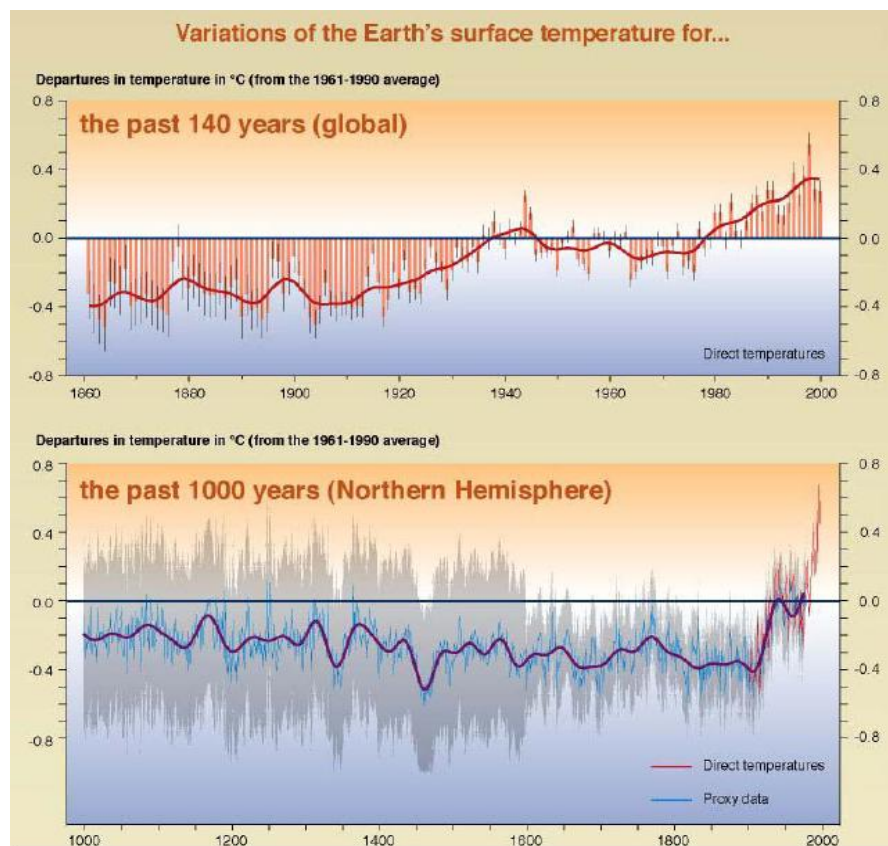 Variations of the Earth's surface temperature for...
Departures in temperature in °C (from the 1961-1990 average)
0.8 0.8
the past 140 years (global)
0.4 0.4
0.0 0.0
-0.4 -0.4
Direct temperatures
-0.8 -0.8
1860 1880 1900 1920 1940 1960 1980 2000
Departures in temperature in °C (from the 1961-1990 average)
0.8 0.8
the past 1000 years (Northern Hemisphere)
0.4 0.4
0.0 0.0
-0.4 -0.4
-0.8 -0.8
Direct temperatures
Proxy data
1000 1200 1400 1600 1800 2000